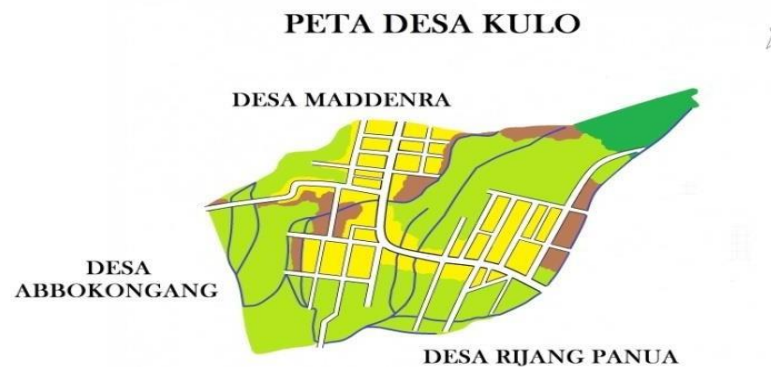 PETA DESA KULO
DESA MADDENRA
DESA
ABBOKONGANG
DESA RIJANG PANUA